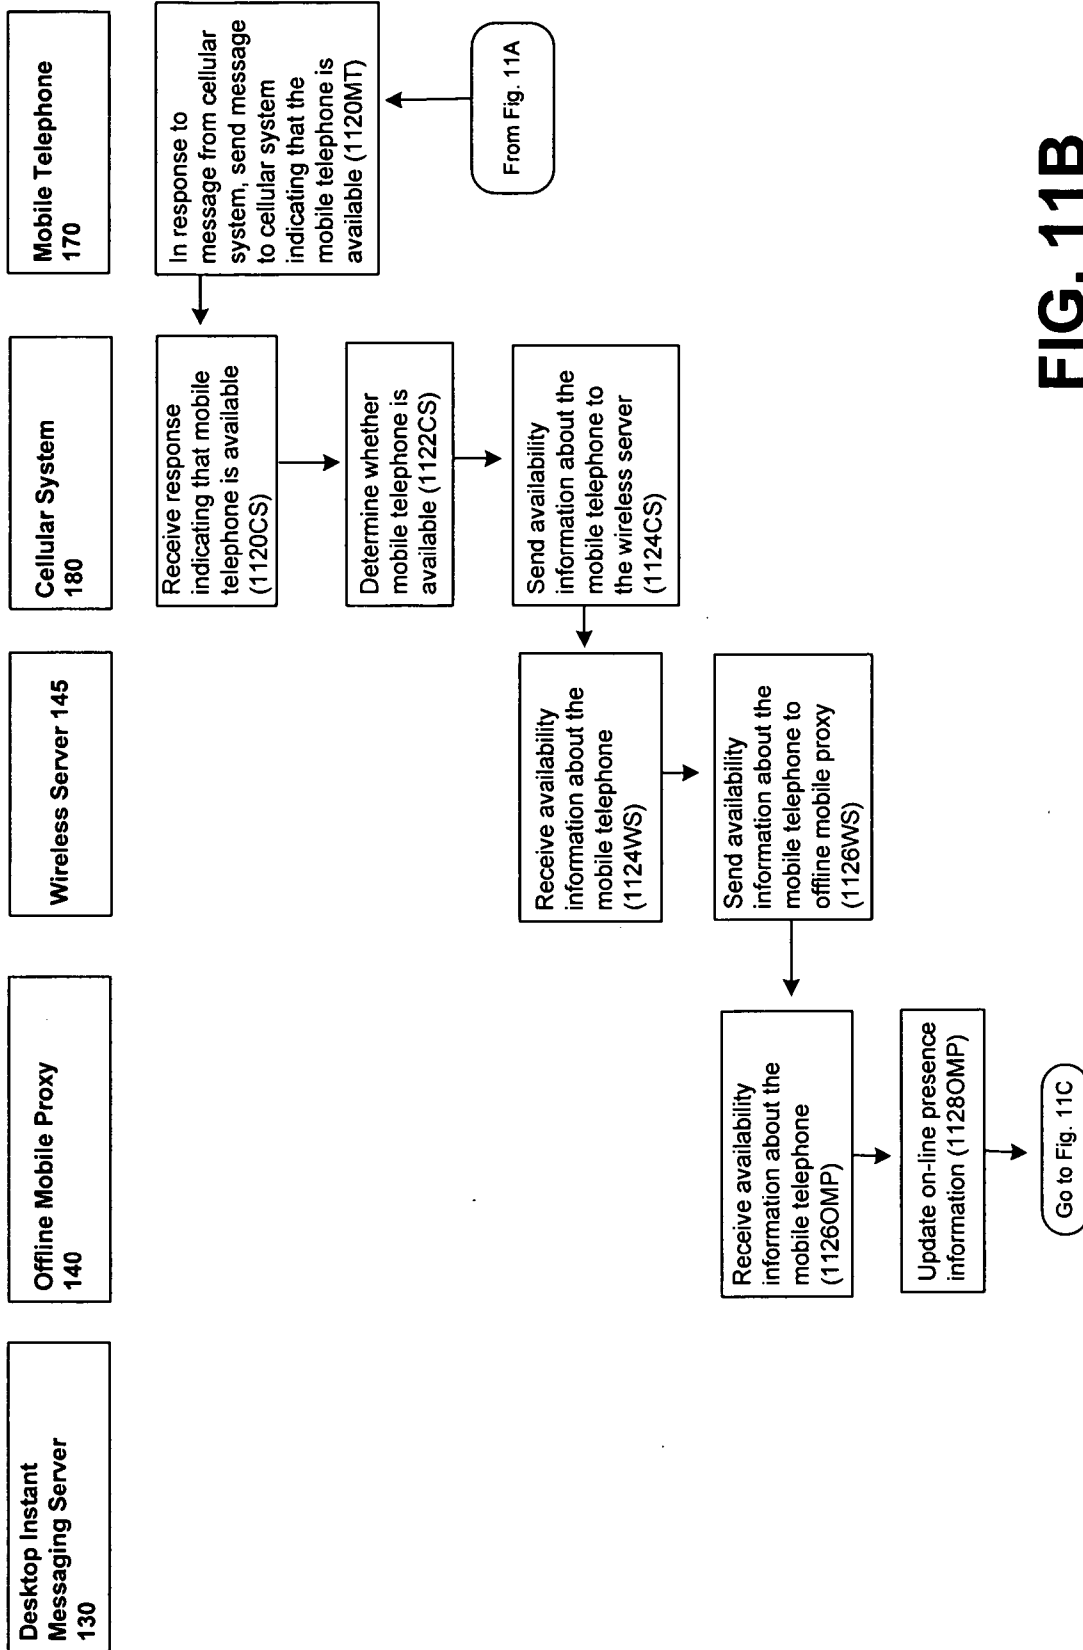 Desktop Instant
Messaging Server
130
Offline Mobile Proxy
140
Wireless Server 145
Cellular System
180
Mobile Telephone
170
In response to
message from cellular
system, send message
to cellular system
indicating that the
mobile telephone is
available (1120MT)
From Fig. 11A
Receive response
indicating that mobile
telephone is available
(1120CS)
Determine whether
mobile telephone is
available (1122CS)
Send availability
information about the
mobile telephone to
the wireless server
(1124CS)
Receive availability
information about the
mobile telephone
(1124WS)
Send availability
information about the
mobile telephone to
offline mobile proxy
(1126WS)
Receive availability
information about the
mobile telephone
(1126OMP)
Update on-line presence
information (1128OMP)
Go to Fig. 11C
FIG. 11B